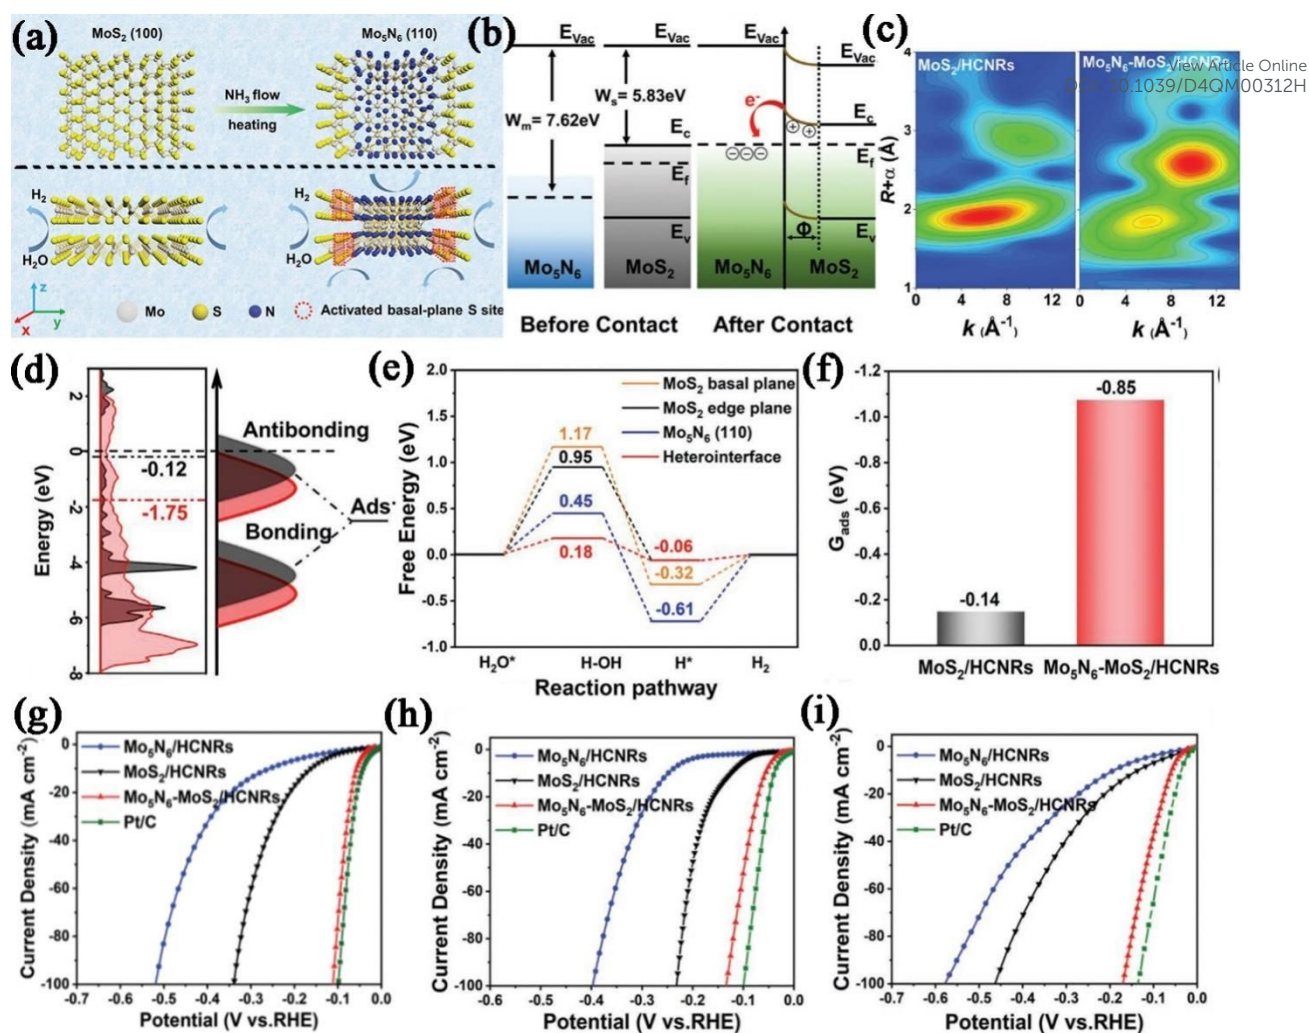 (a)
MoS2 (100)
Mo5N6 (110)
NH3 flow
heating
H2
H2O
H2
H2O
z
y
x
Mo
S
N
Activated basal-plane S site
(b)
EVac
EVac
EVac
EVac
Ws= 5.83eV
Wm= 7.62eV
Ec
Ef
Ev
e-
Ec
Ef
Ev
Φ
Mo5N6
MoS2
Mo5N6
MoS2
Before Contact
After Contact
(c)
View Article Online
DOI: 10.1039/D4QM00312H
MoS2/HCNRs
Mo5N6-MoS2/HCNRs
R+α (Å)
4
3
2
1
0 4 8 12
0 4 8 12
k (Å-1)
k (Å-1)
(d)
Energy (eV)
2
0
-2
-4
-6
-8
-0.12
-1.75
Antibonding
Bonding
Ads
(e)
Free Energy (eV)
2.0
1.5
1.0
0.5
0.0
-0.5
-1.0
MoS2 basal plane
MoS2 edge plane
Mo5N6 (110)
Heterointerface
1.17
0.95
0.45
0.18
-0.06
-0.32
-0.61
H2O*
H-OH
H*
H2
Reaction pathway
(f)
Gads (eV)
-1.2
-1.0
-0.8
-0.6
-0.4
-0.2
0.0
-0.14
-0.85
MoS2/HCNRs
Mo5N6-MoS2/HCNRs
(g)
Current Density (mA cm-2)
0
-20
-40
-60
-80
-100
Mo5N6/HCNRs
MoS2/HCNRs
Mo5N6-MoS2/HCNRs
Pt/C
-0.7 -0.6 -0.5 -0.4 -0.3 -0.2 -0.1 0.0
Potential (V vs.RHE)
(h)
Current Density (mA cm-2)
0
-20
-40
-60
-80
-100
Mo5N6/HCNRs
MoS2/HCNRs
Mo5N6-MoS2/HCNRs
Pt/C
-0.6 -0.5 -0.4 -0.3 -0.2 -0.1 0.0
Potential (V vs.RHE)
(i)
Current Density (mA cm-2)
0
-20
-40
-60
-80
-100
Mo5N6/HCNRs
MoS2/HCNRs
Mo5N6-MoS2/HCNRs
Pt/C
-0.7 -0.6 -0.5 -0.4 -0.3 -0.2 -0.1 0.0
Potential (V vs.RHE)